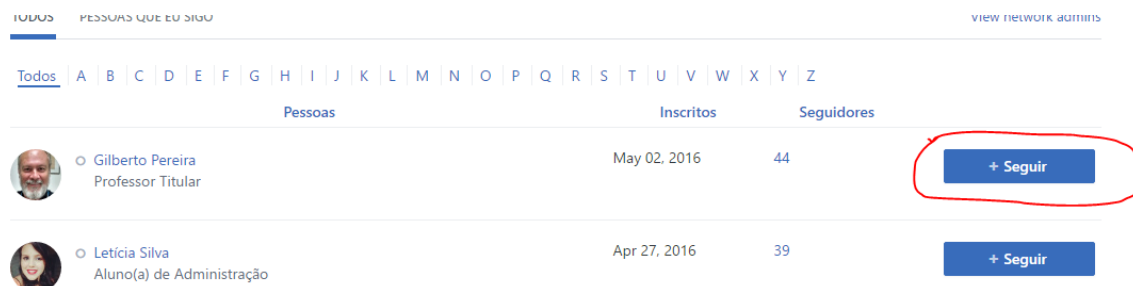 TODOS PESSOAS QUE EU SIGO View network admins
Todos A B C D E F G H I J K L M N O P Q R S T U V W X Y Z
Pessoas Inscritos Seguidores
Gilberto Pereira May 02, 2016 44 + Seguir
Professor Titular
Letícia Silva Apr 27, 2016 39 + Seguir
Aluno(a) de Administração